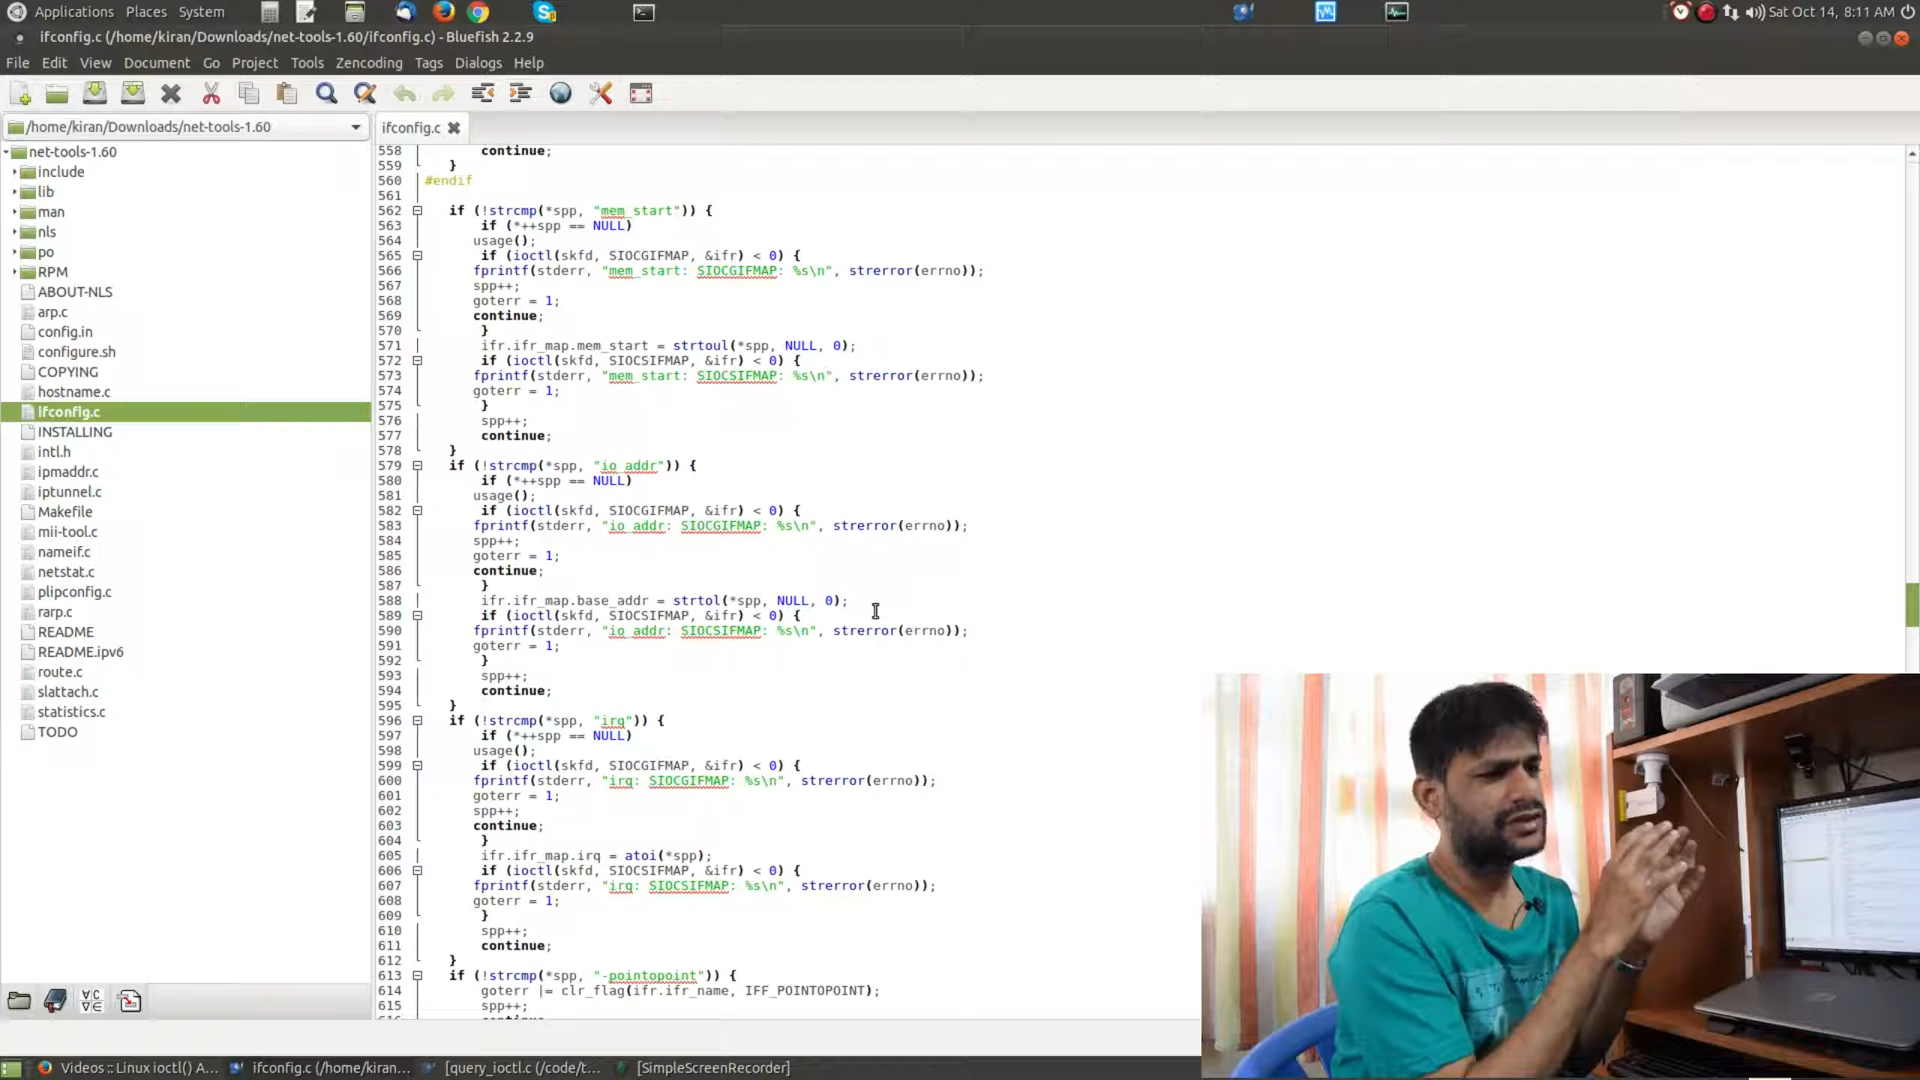 Applications Places System
Sat Oct 14, 8:11 AM
ifconfig.c (/home/kiran/Downloads/net-tools-1.60/ifconfig.c) - Bluefish 2.2.9
File Edit View Document Go Project Tools Zencoding Tags Dialogs Help
/home/kiran/Downloads/net-tools-1.60
net-tools-1.60
include
lib
man
nls
po
RPM
ABOUT-NLS
arp.c
config.in
configure.sh
COPYING
hostname.c
ifconfig.c
INSTALLING
intl.h
ipmaddr.c
iptunnel.c
Makefile
mii-tool.c
nameif.c
netstat.c
plipconfig.c
rarp.c
README
README.ipv6
route.c
slattach.c
statistics.c
TODO
ifconfig.c
558 continue;
559 }
560 #endif
561
562 if (!strcmp(*spp, "mem_start")) {
563 if (*++spp == NULL)
564 usage();
565 if (ioctl(skfd, SIOCGIFMAP, &ifr) < 0) {
566 fprintf(stderr, "mem_start: SIOCGIFMAP: %s\n", strerror(errno));
567 spp++;
568 goterr = 1;
569 continue;
570 }
571 ifr.ifr_map.mem_start = strtoul(*spp, NULL, 0);
572 if (ioctl(skfd, SIOCSIFMAP, &ifr) < 0) {
573 fprintf(stderr, "mem_start: SIOCSIFMAP: %s\n", strerror(errno));
574 goterr = 1;
575 }
576 spp++;
577 continue;
578 }
579 if (!strcmp(*spp, "io_addr")) {
580 if (*++spp == NULL)
581 usage();
582 if (ioctl(skfd, SIOCGIFMAP, &ifr) < 0) {
583 fprintf(stderr, "io_addr: SIOCGIFMAP: %s\n", strerror(errno));
584 spp++;
585 goterr = 1;
586 continue;
587 }
588 ifr.ifr_map.base_addr = strtol(*spp, NULL, 0);
589 if (ioctl(skfd, SIOCSIFMAP, &ifr) < 0) {
590 fprintf(stderr, "io_addr: SIOCSIFMAP: %s\n", strerror(errno));
591 goterr = 1;
592 }
593 spp++;
594 continue;
595 }
596 if (!strcmp(*spp, "irq")) {
597 if (*++spp == NULL)
598 usage();
599 if (ioctl(skfd, SIOCGIFMAP, &ifr) < 0) {
600 fprintf(stderr, "irq: SIOCGIFMAP: %s\n", strerror(errno));
601 goterr = 1;
602 spp++;
603 continue;
604 }
605 ifr.ifr_map.irq = atoi(*spp);
606 if (ioctl(skfd, SIOCSIFMAP, &ifr) < 0) {
607 fprintf(stderr, "irq: SIOCSIFMAP: %s\n", strerror(errno));
608 goterr = 1;
609 }
610 spp++;
611 continue;
612 }
613 if (!strcmp(*spp, "-pointopoint")) {
614 goterr |= clr_flag(ifr.ifr_name, IFF_POINTOPOINT);
615 spp++;
Videos :: Linux ioctl() A... ifconfig.c (/home/kiran... [query_ioctl.c (/code/t... [SimpleScreenRecorder]